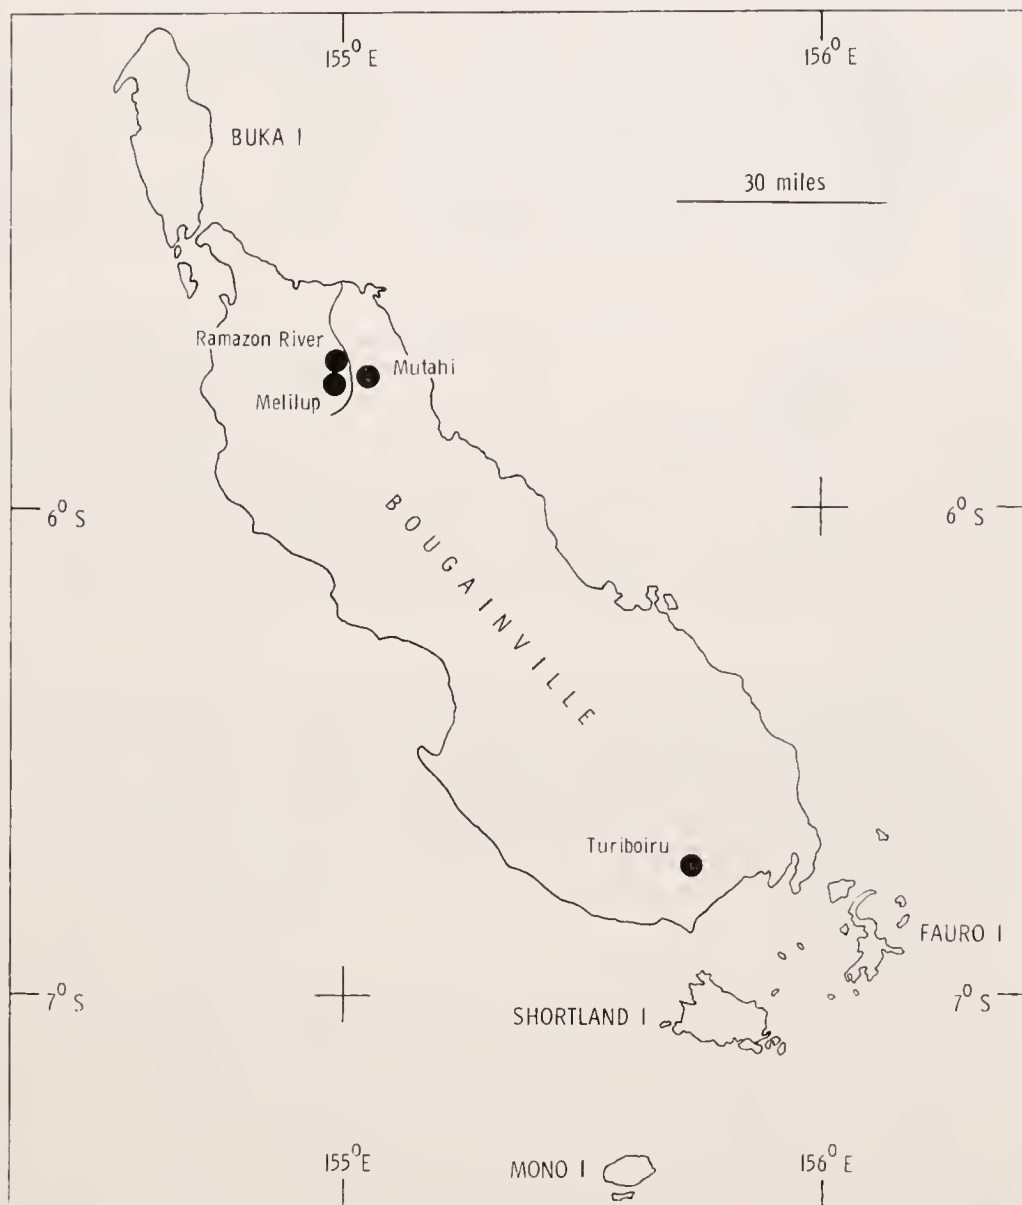 155° E
156° E
BUKA I
30 miles
Ramazon River
Mutahi
Melilup
6° S
6° S
BOUGAINVILLE
Turiboiru
FAURO I
7° S
7° S
SHORTLAND I
155° E
156° E
MONO I